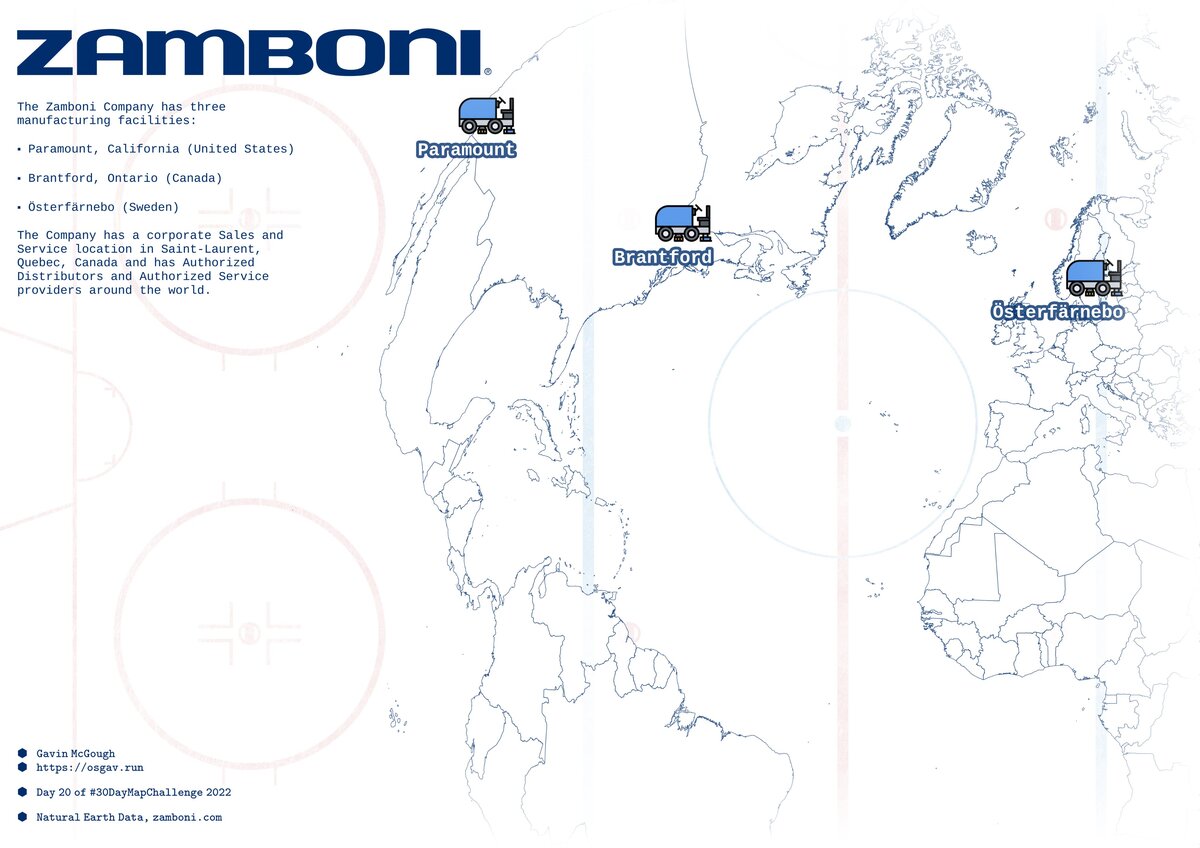 ZAMBONI®
The Zamboni Company has three
manufacturing facilities:
▪ Paramount, California (United States)
▪ Brantford, Ontario (Canada)
▪ Österfärnebo (Sweden)
The Company has a corporate Sales and
Service location in Saint-Laurent,
Quebec, Canada and has Authorized
Distributors and Authorized Service
providers around the world.
Paramount
Brantford
Österfärnebo
Gavin McGough
https://osgav.run
Day 20 of #30DayMapChallenge 2022
Natural Earth Data, zamboni.com